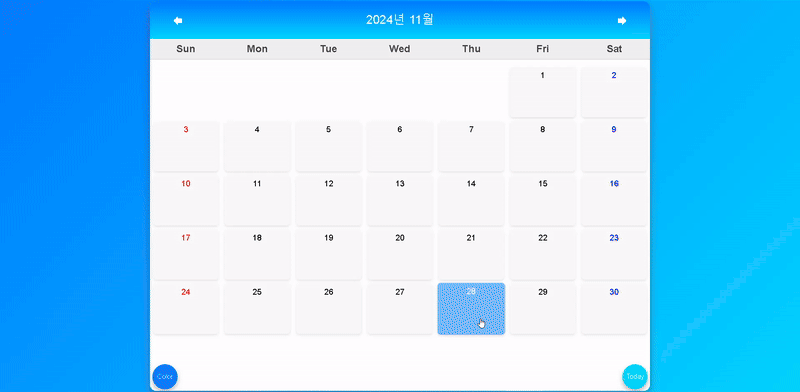 2024년 11월
Sun Mon Tue Wed Thu Fri Sat
1 2
3 4 5 6 7 8 9
10 11 12 13 14 15 16
17 18 19 20 21 22 23
24 25 26 27 28 29 30
Today